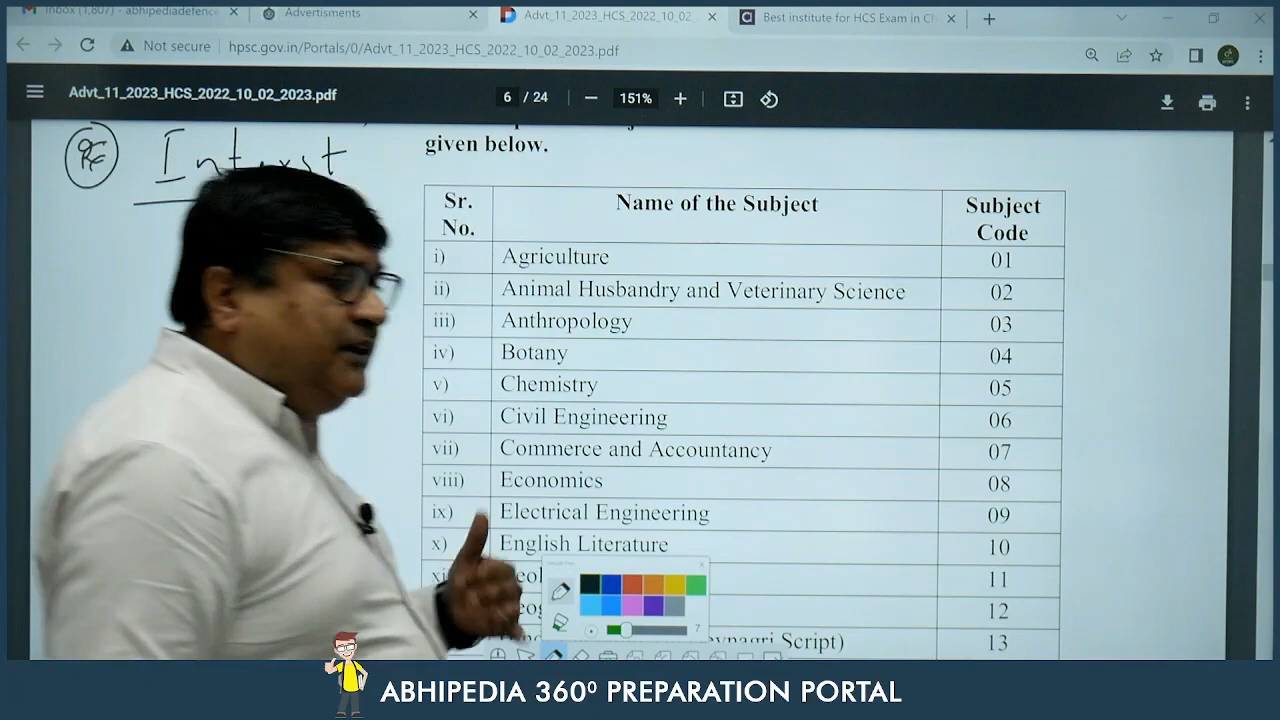 Inbox (1,807) - abhipediadefence
Advertisments
Advt_11_2023_HCS_2022_10_02
Best institute for HCS Exam in C
Not secure
hpsc.gov.in/Portals/0/Advt_11_2023_HCS_2022_10_02_2023.pdf
Advt_11_2023_HCS_2022_10_02_2023.pdf
6 / 24
151%
given below.
Sr. No. Name of the Subject Subject Code
i) Agriculture 01
ii) Animal Husbandry and Veterinary Science 02
iii) Anthropology 03
iv) Botany 04
v) Chemistry 05
vi) Civil Engineering 06
vii) Commerce and Accountancy 07
viii) Economics 08
ix) Electrical Engineering 09
x) English Literature 10
11
12
Script) 13
7
ABHIPEDIA 360⁰ PREPARATION PORTAL